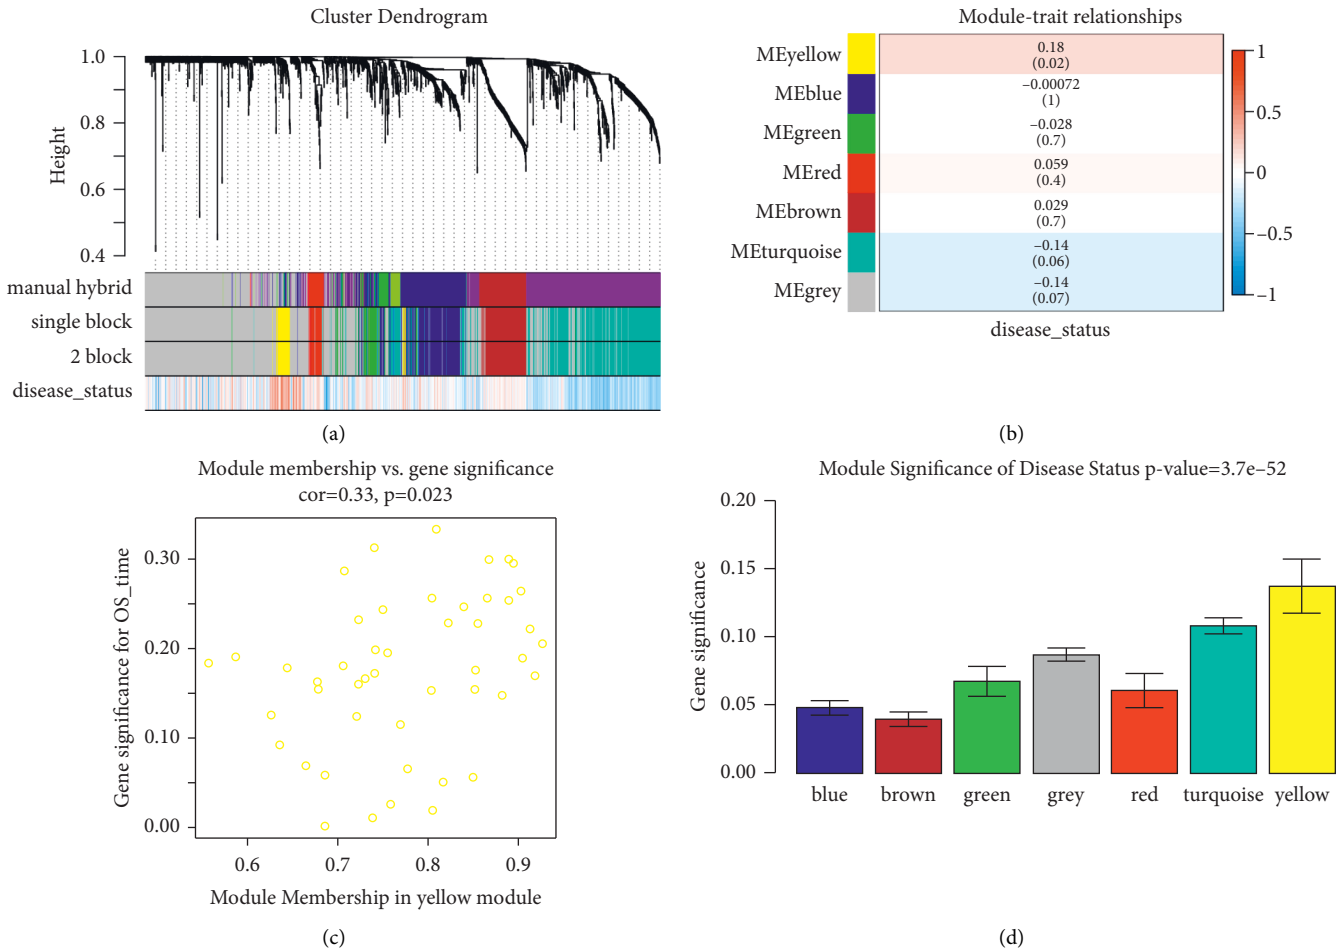 Cluster Dendrogram
Height
1.0
0.8
0.6
0.4
manual hybrid
single block
2 block
disease_status
(a)
Module-trait relationships
MEyellow
MEblue
MEgreen
MEred
MEbrown
MEturquoise
MEgrey
0.18
(0.02)
−0.00072
(1)
−0.028
(0.7)
0.059
(0.4)
0.029
(0.7)
−0.14
(0.06)
−0.14
(0.07)
1
0.5
0
−0.5
−1
disease_status
(b)
Module membership vs. gene significance
cor=0.33, p=0.023
Gene significance for OS_time
0.30
0.20
0.10
0.00
0.6 0.7 0.8 0.9
Module Membership in yellow module
(c)
Module Significance of Disease Status p-value=3.7e−52
Gene significance
0.20
0.15
0.10
0.05
0.00
blue brown green grey red turquoise yellow
(d)